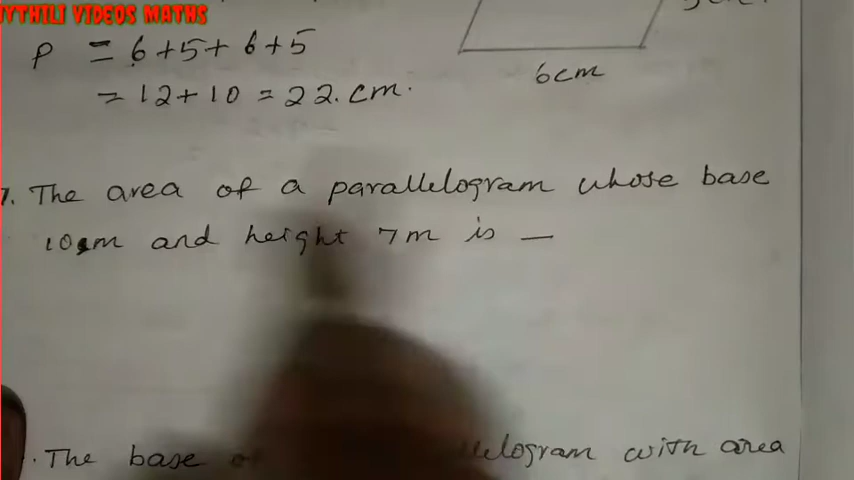 YTHILI VIDEOS MATHS
P = 6+5+6+5
= 12+10 = 22.cm.
6cm
7. The area of a parallelogram whose base
10m and height 7m is —
The base
lelogram with area